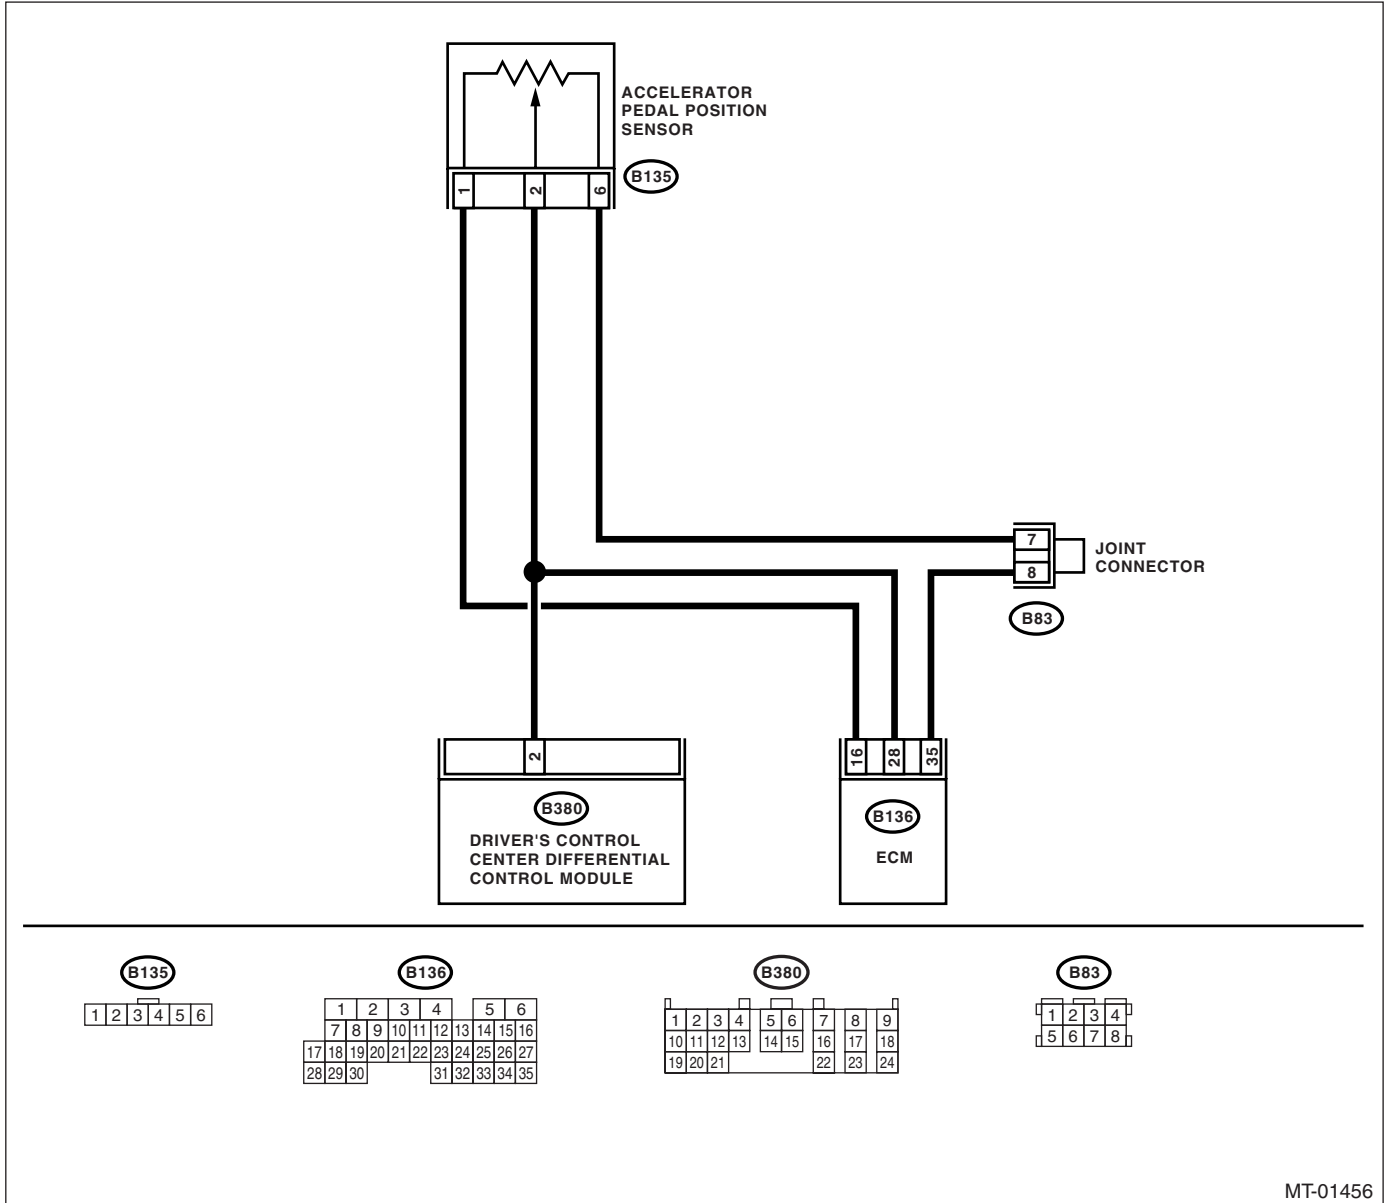 ACCELERATOR
PEDAL POSITION
SENSOR
B135
1 2 6
7
8
JOINT
CONNECTOR
B83
2
16 28 35
B380
DRIVER'S CONTROL
CENTER DIFFERENTIAL
CONTROL MODULE
B136
ECM
B135
1 2 3 4 5 6
B136
1 2 3 4 5 6
7 8 9 10 11 12 13 14 15 16
17 18 19 20 21 22 23 24 25 26 27
28 29 30 31 32 33 34 35
B380
1 2 3 4 5 6 7 8 9
10 11 12 13 14 15 16 17 18
19 20 21 22 23 24
B83
1 2 3 4
5 6 7 8
MT-01456